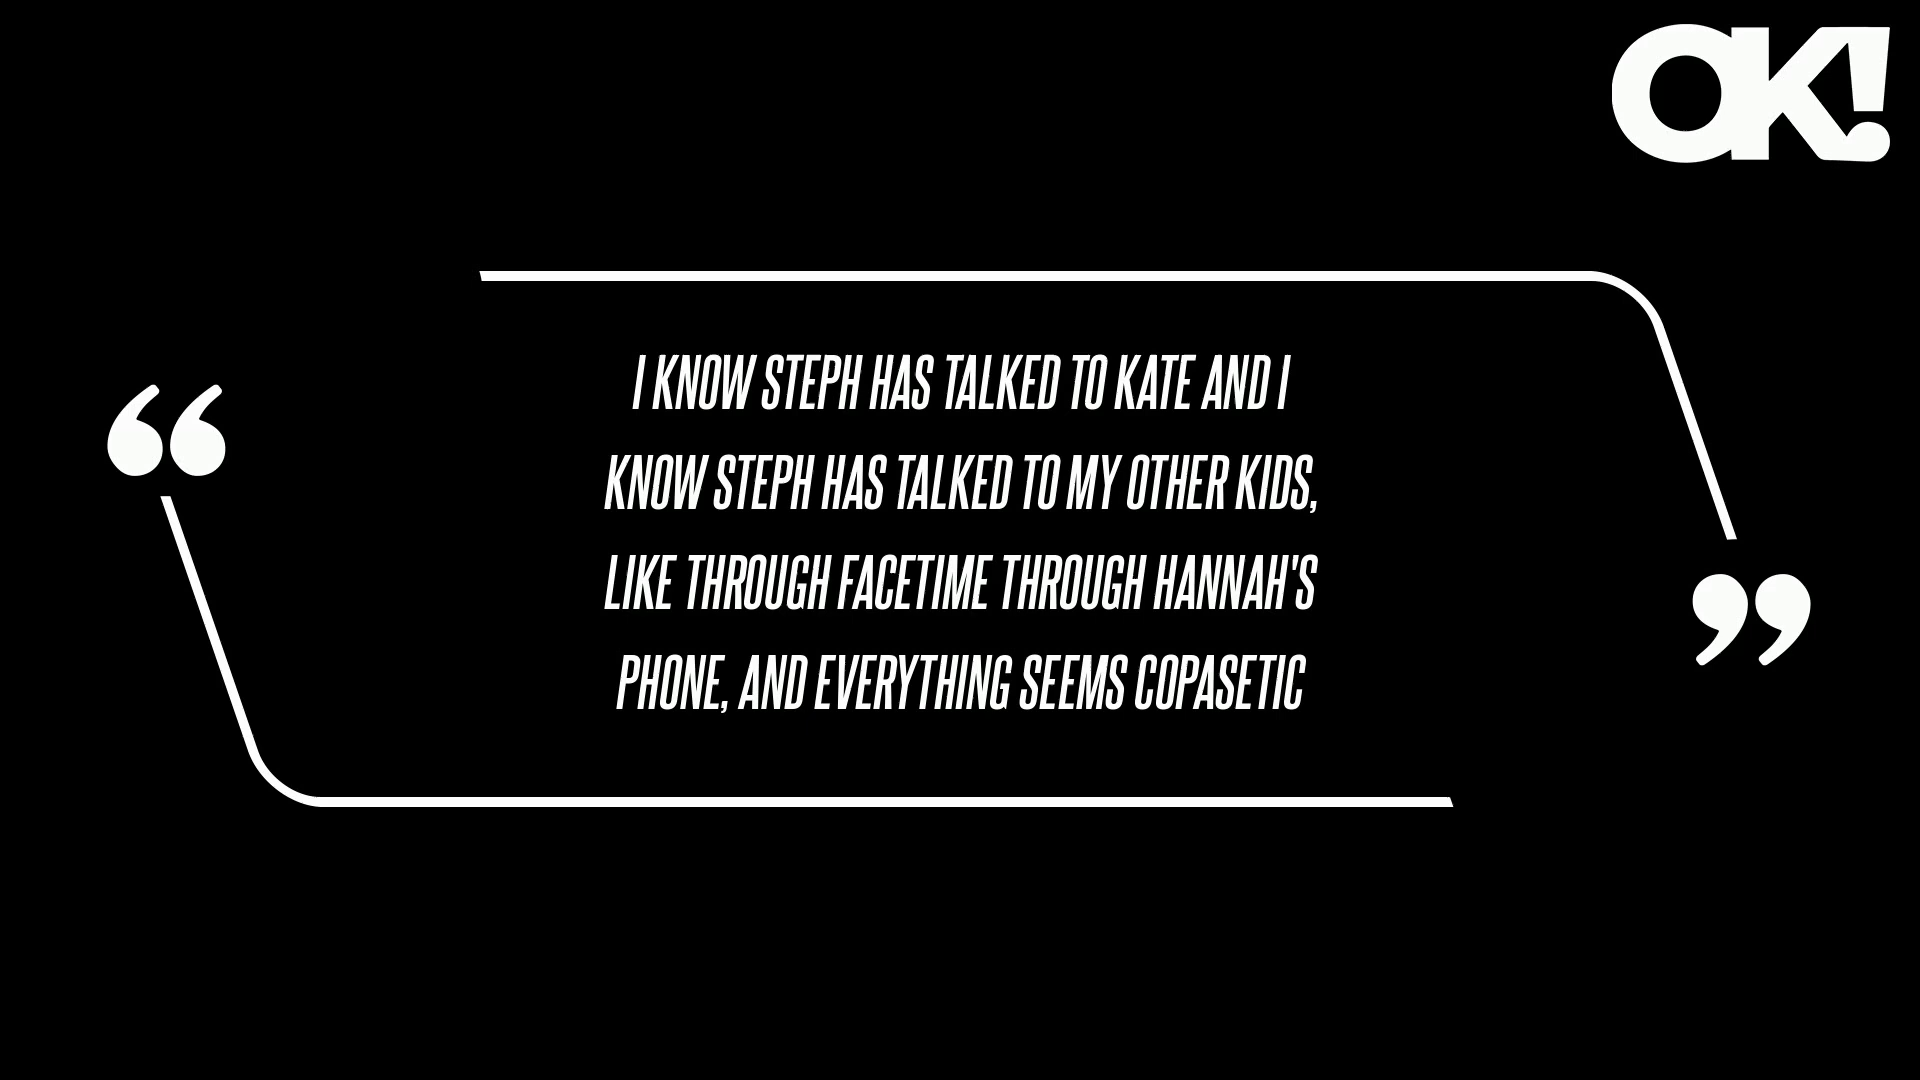 OK!
I KNOW STEPH HAS TALKED TO KATE AND I
KNOW STEPH HAS TALKED TO MY OTHER KIDS,
LIKE THROUGH FACETIME THROUGH HANNAH'S
PHONE, AND EVERYTHING SEEMS COPASETIC